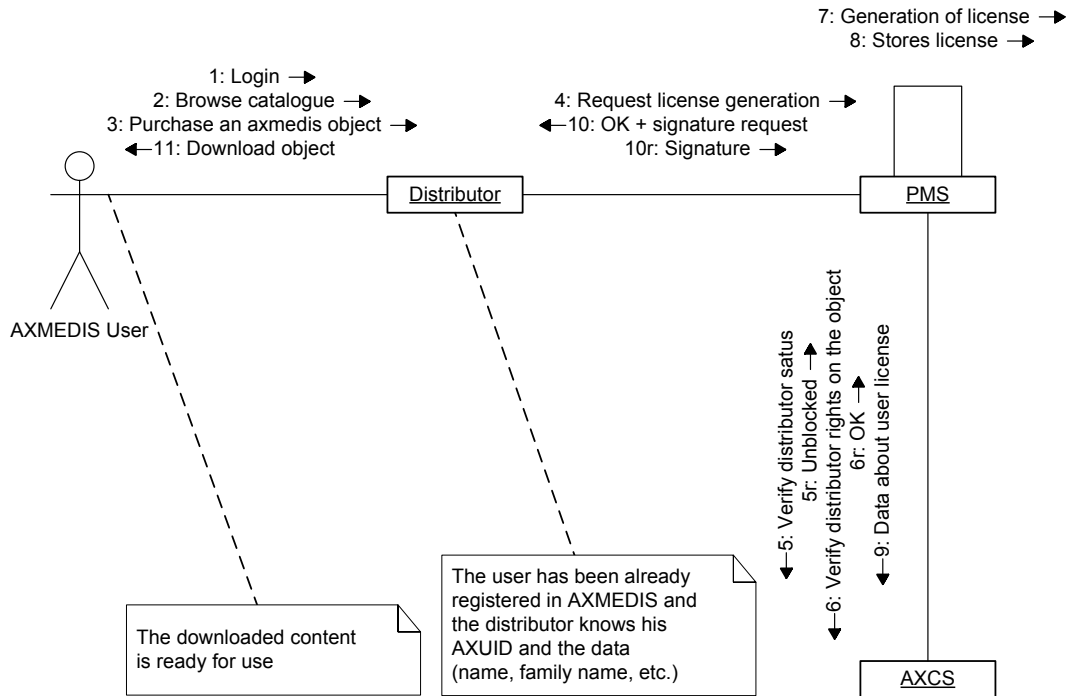 7: Generation of license
8: Stores license
1: Login
2: Browse catalogue
3: Purchase an axmedis object
11: Download object
4: Request license generation
10: OK + signature request
10r: Signature
Distributor
PMS
AXMEDIS User
5: Verify distributor satus
5r: Unblocked
6: Verify distributor rights on the object
6r: OK
9: Data about user license
The downloaded content
is ready for use
The user has been already
registered in AXMEDIS and
the distributor knows his
AXUID and the data
(name, family name, etc.)
AXCS